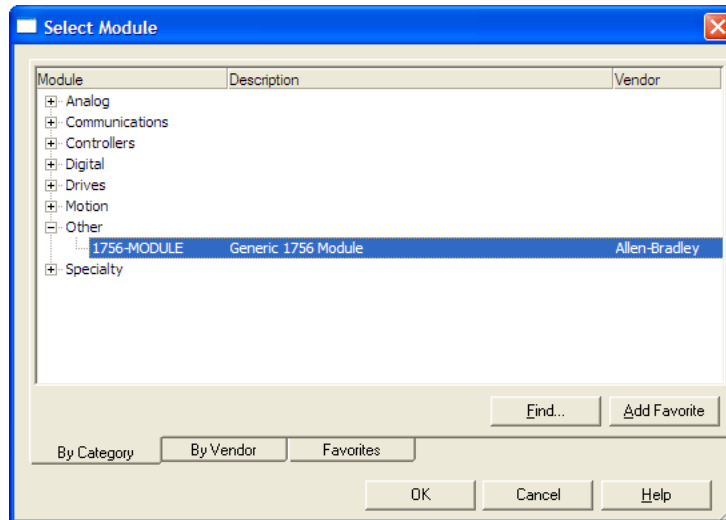 Select Module
Module Description Vendor
Analog
Communications
Controllers
Digital
Drives
Motion
Other
1756-MODULE Generic 1756 Module Allen-Bradley
Specialty
Find... Add Favorite
By Category By Vendor Favorites
OK Cancel Help